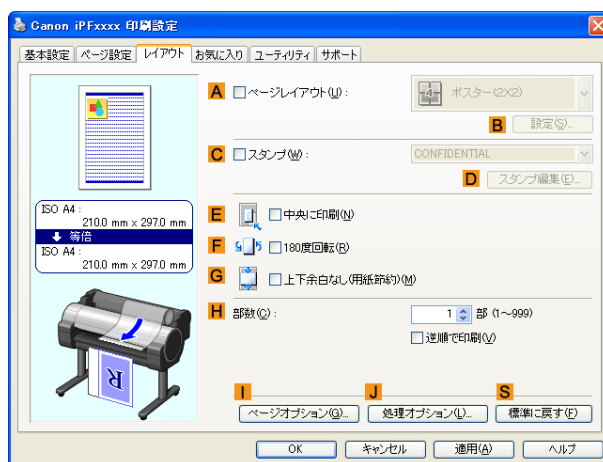 Canon iPFxxxx 印刷設定
基本設定 ページ設定 レイアウト お気に入り ユーティリティ サポート
A ページレイアウト(U): 4 ポスター(2X2)
B 設定(S)...
C スタンプ(W): CONFIDENTIAL
D スタンプ編集(E)...
ISO A4 :
210.0 mm x 297.0 mm
等倍
ISO A4 :
210.0 mm x 297.0 mm
E 中央に印刷(N)
F 180度回転(R)
G 上下余白なし(用紙節約)(M)
H 部数(C): 1 部 (1～999)
逆順で印刷(V)
R
I J S
ページオプション(G)... 処理オプション(L)... 標準に戻す(F)
OK キャンセル 適用(A) ヘルプ